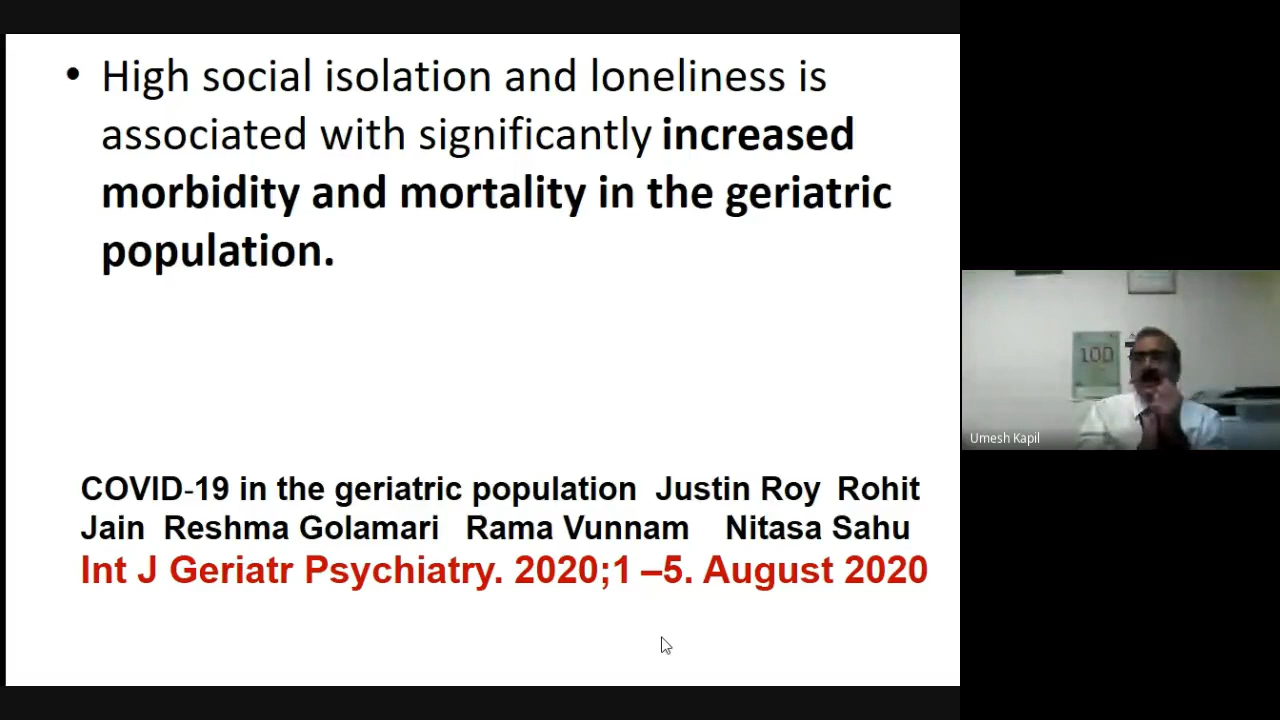 • High social isolation and loneliness is
associated with significantly increased
morbidity and mortality in the geriatric
population.
COVID-19 in the geriatric population Justin Roy Rohit
Jain Reshma Golamari Rama Vunnam Nitasa Sahu
Int J Geriatr Psychiatry. 2020;1 –5. August 2020
100
Umesh Kapil